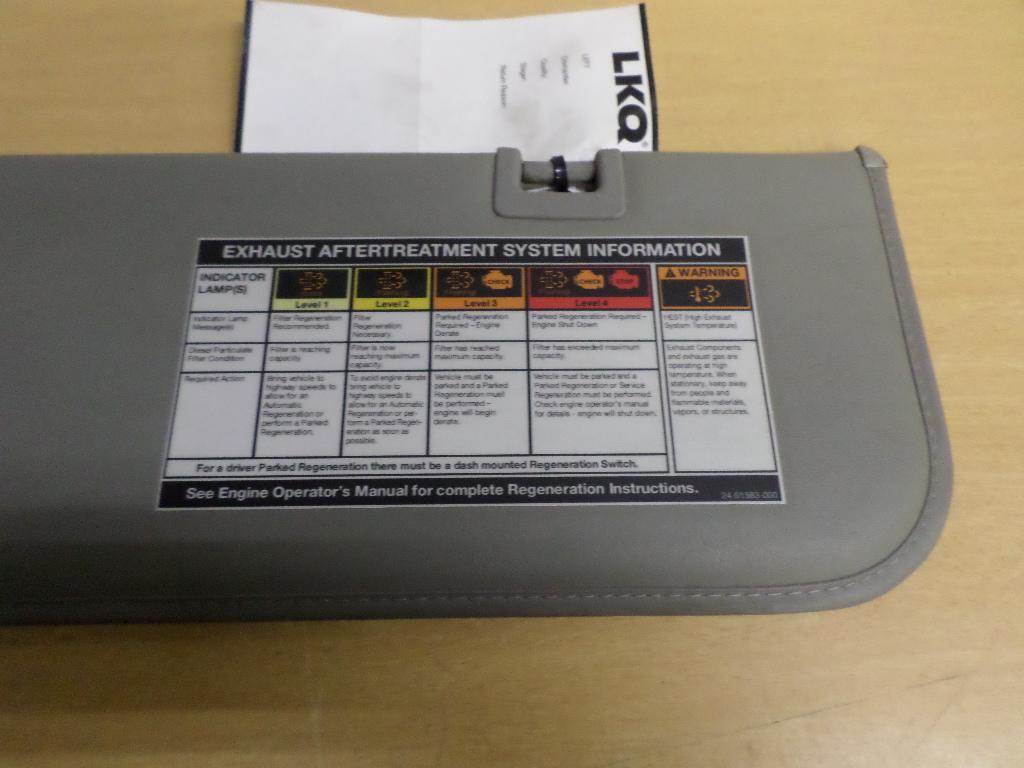 LKQ
EXHAUST AFTERTREATMENT SYSTEM INFORMATION
INDICATOR
LAMP(S)
Level 1
Level 2
CHECK
Level 3
CHECK
STOP
Level 4
WARNING
Indicator Lamp
Message(s)
Filter Regeneration
Recommended.
Filter
Regeneration
Necessary.
Parked Regeneration
Required – Engine
Derate
Parked Regeneration Required –
Engine Shut Down
HEST (High Exhaust
System Temperature)
Diesel Particulate
Filter Condition
Filter is reaching
capacity.
Filter is now
reaching maximum
capacity.
Filter has reached
maximum capacity.
Filter has exceeded maximum
capacity.
Exhaust Components
and exhaust gas are
operating at high
temperature. When
stationary, keep away
from people and
flammable materials,
vapors, or structures.
Required Action
Bring vehicle to
highway speeds to
allow for an
Automatic
Regeneration or
perform a Parked
Regeneration.
To avoid engine derate
bring vehicle to
highway speeds to
allow for an Automatic
Regeneration or per-
form a Parked Regen-
eration as soon as
possible.
Vehicle must be
parked and a Parked
Regeneration must
be performed –
engine will begin
derate.
Vehicle must be parked and a
Parked Regeneration or Service
Regeneration must be performed.
Check engine operator's manual
for details - engine will shut down.
For a driver Parked Regeneration there must be a dash mounted Regeneration Switch.
See Engine Operator's Manual for complete Regeneration Instructions.